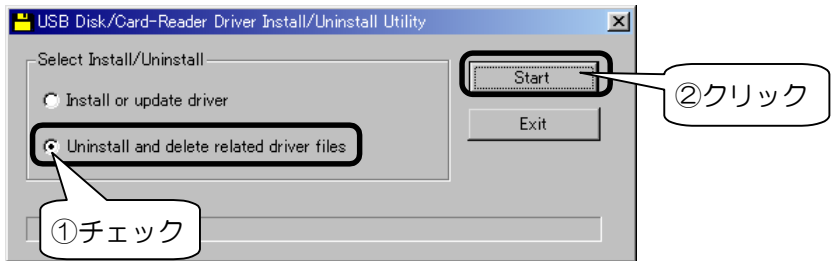 USB Disk/Card-Reader Driver Install/Uninstall Utility
Select Install/Uninstall
Install or update driver
Uninstall and delete related driver files
Start
Exit
①チェック
②クリック